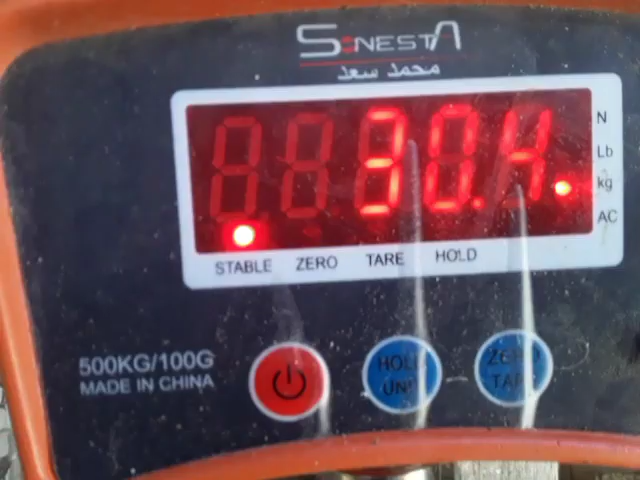 SENESTA
محمد سعد
30.4
N
Lb
kg
AC
STABLE ZERO TARE HOLD
500KG/100G
MADE IN CHINA
HOLD
UNIT
ZERO
TARE